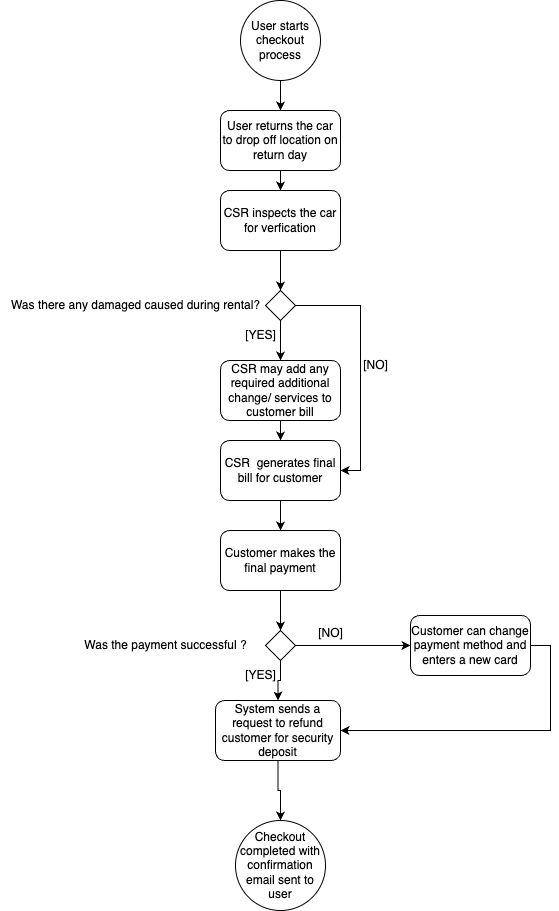 User starts
checkout
process
User returns the car
to drop off location on
return day
CSR inspects the car
for verfication
Was there any damaged caused during rental?
[YES]
[NO]
CSR may add any
required additional
change/ services to
customer bill
CSR  generates final
bill for customer
Customer makes the
final payment
Was the payment successful ?
[NO]
Customer can change
payment method and
enters a new card
[YES]
System sends a
request to refund
customer for security
deposit
Checkout
completed with
confirmation
email sent to
user